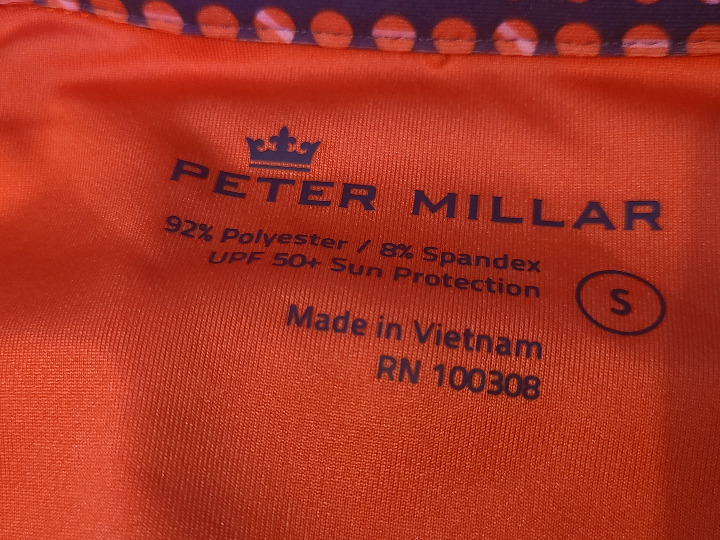 PETER MILLAR
92% Polyester / 8% Spandex
UPF 50+ Sun Protection
S
Made in Vietnam
RN 100308